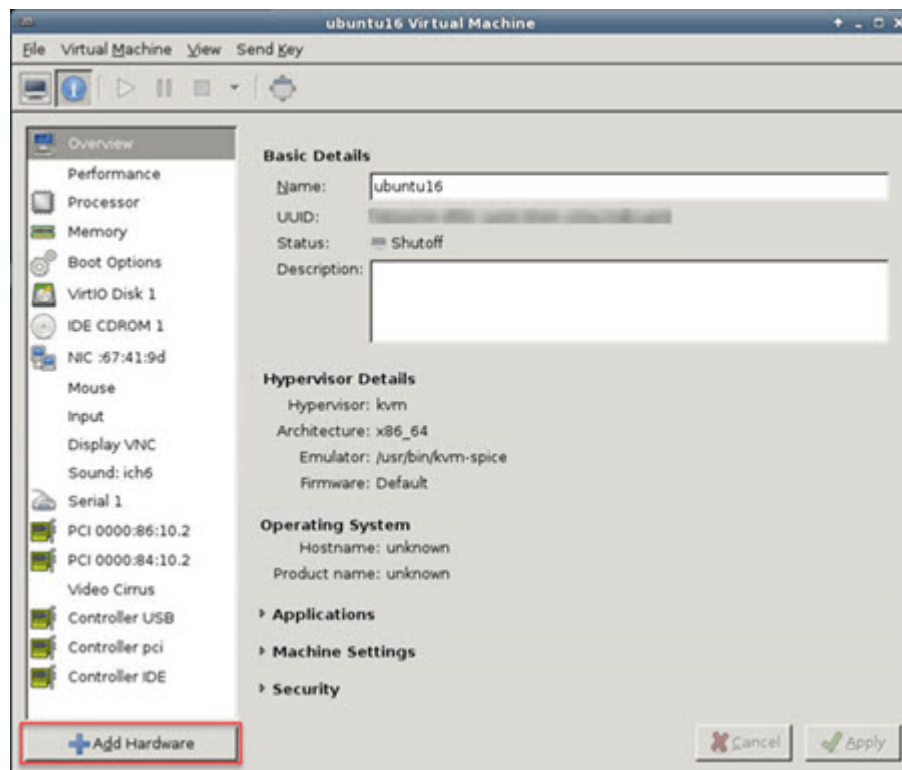 ubuntu16 Virtual Machine
File Virtual Machine View Send Key
Overview
Performance
Processor
Memory
Boot Options
VirtIO Disk 1
IDE CDROM 1
NIC :67:41:9d
Mouse
Input
Display VNC
Sound: ich6
Serial 1
PCI 0000:86:10.2
PCI 0000:84:10.2
Video Cirrus
Controller USB
Controller pci
Controller IDE
Add Hardware
Basic Details
Name: ubuntu16
UUID:
Status: Shutoff
Description:
Hypervisor Details
Hypervisor: kvm
Architecture: x86_64
Emulator: /usr/bin/kvm-spice
Firmware: Default
Operating System
Hostname: unknown
Product name: unknown
Applications
Machine Settings
Security
Cancel Apply